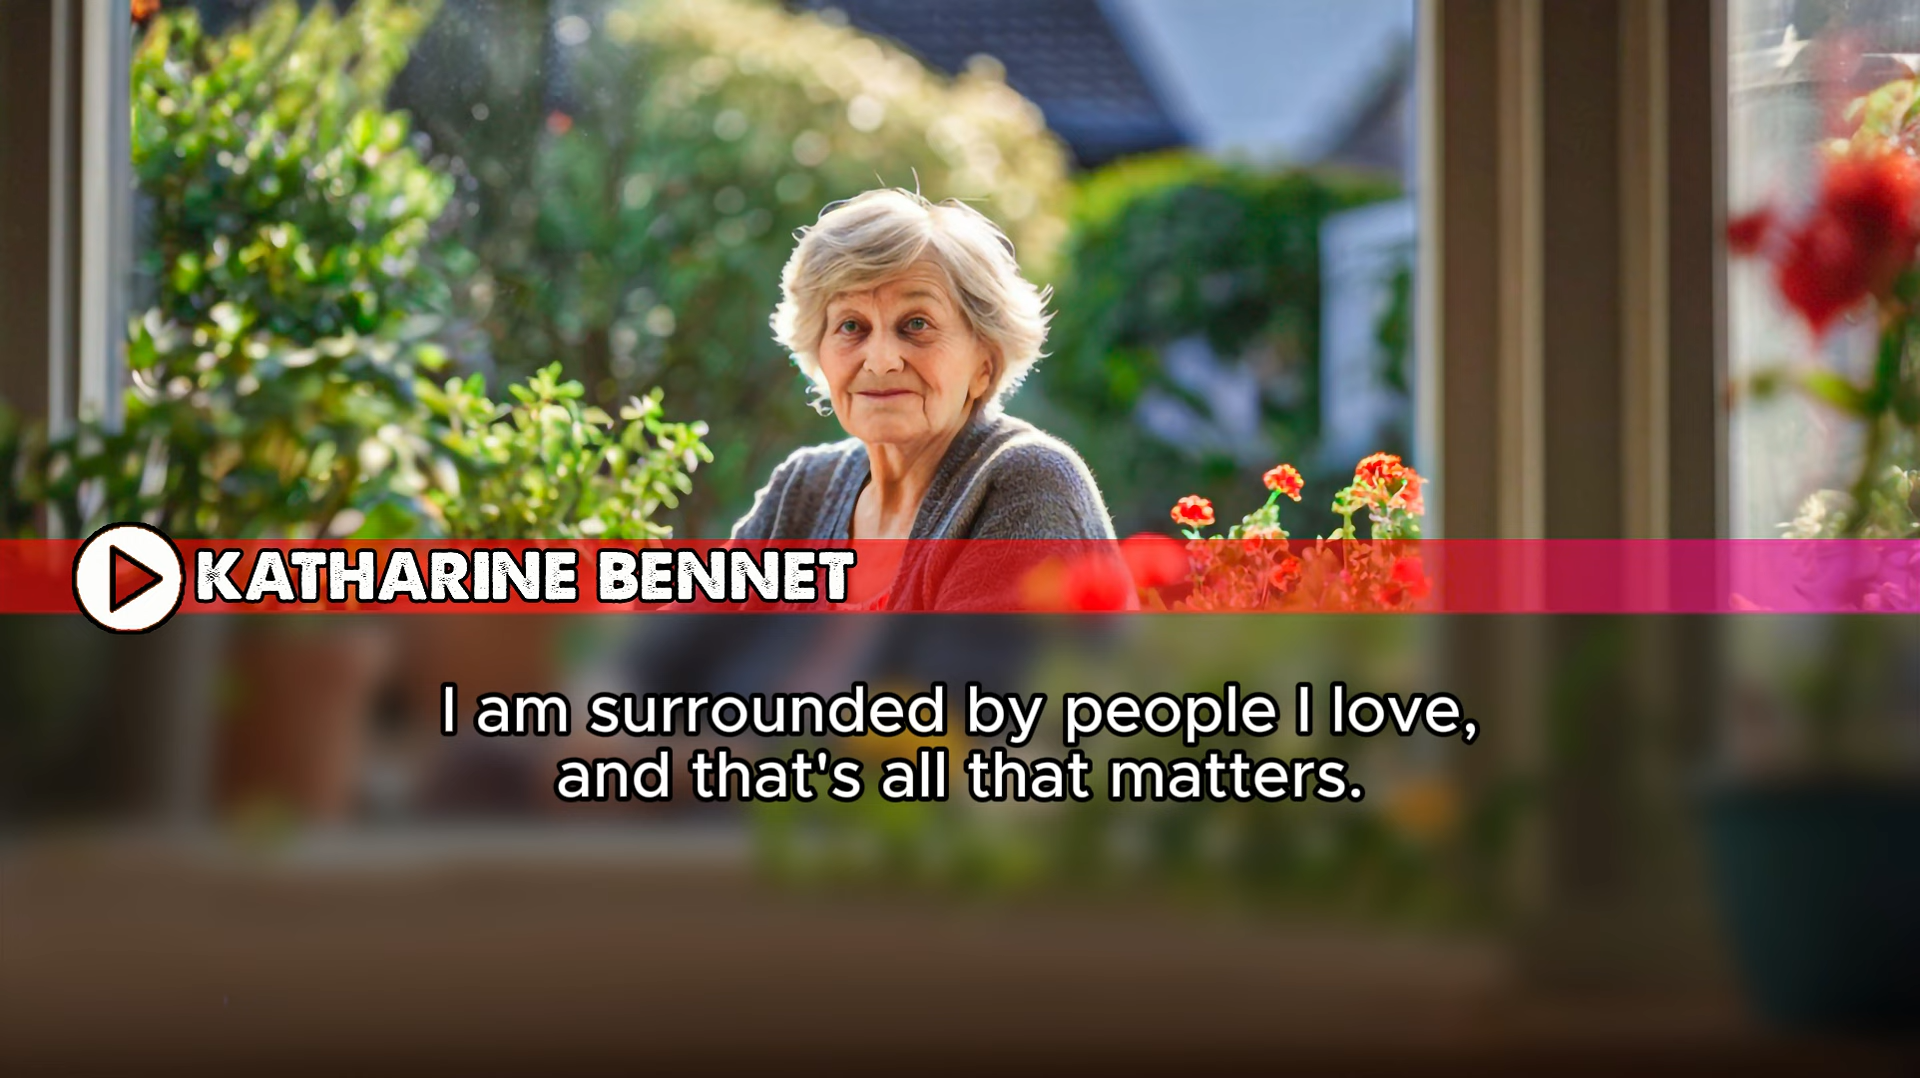 KATHARINE BENNET
I am surrounded by people I love,
and that's all that matters.